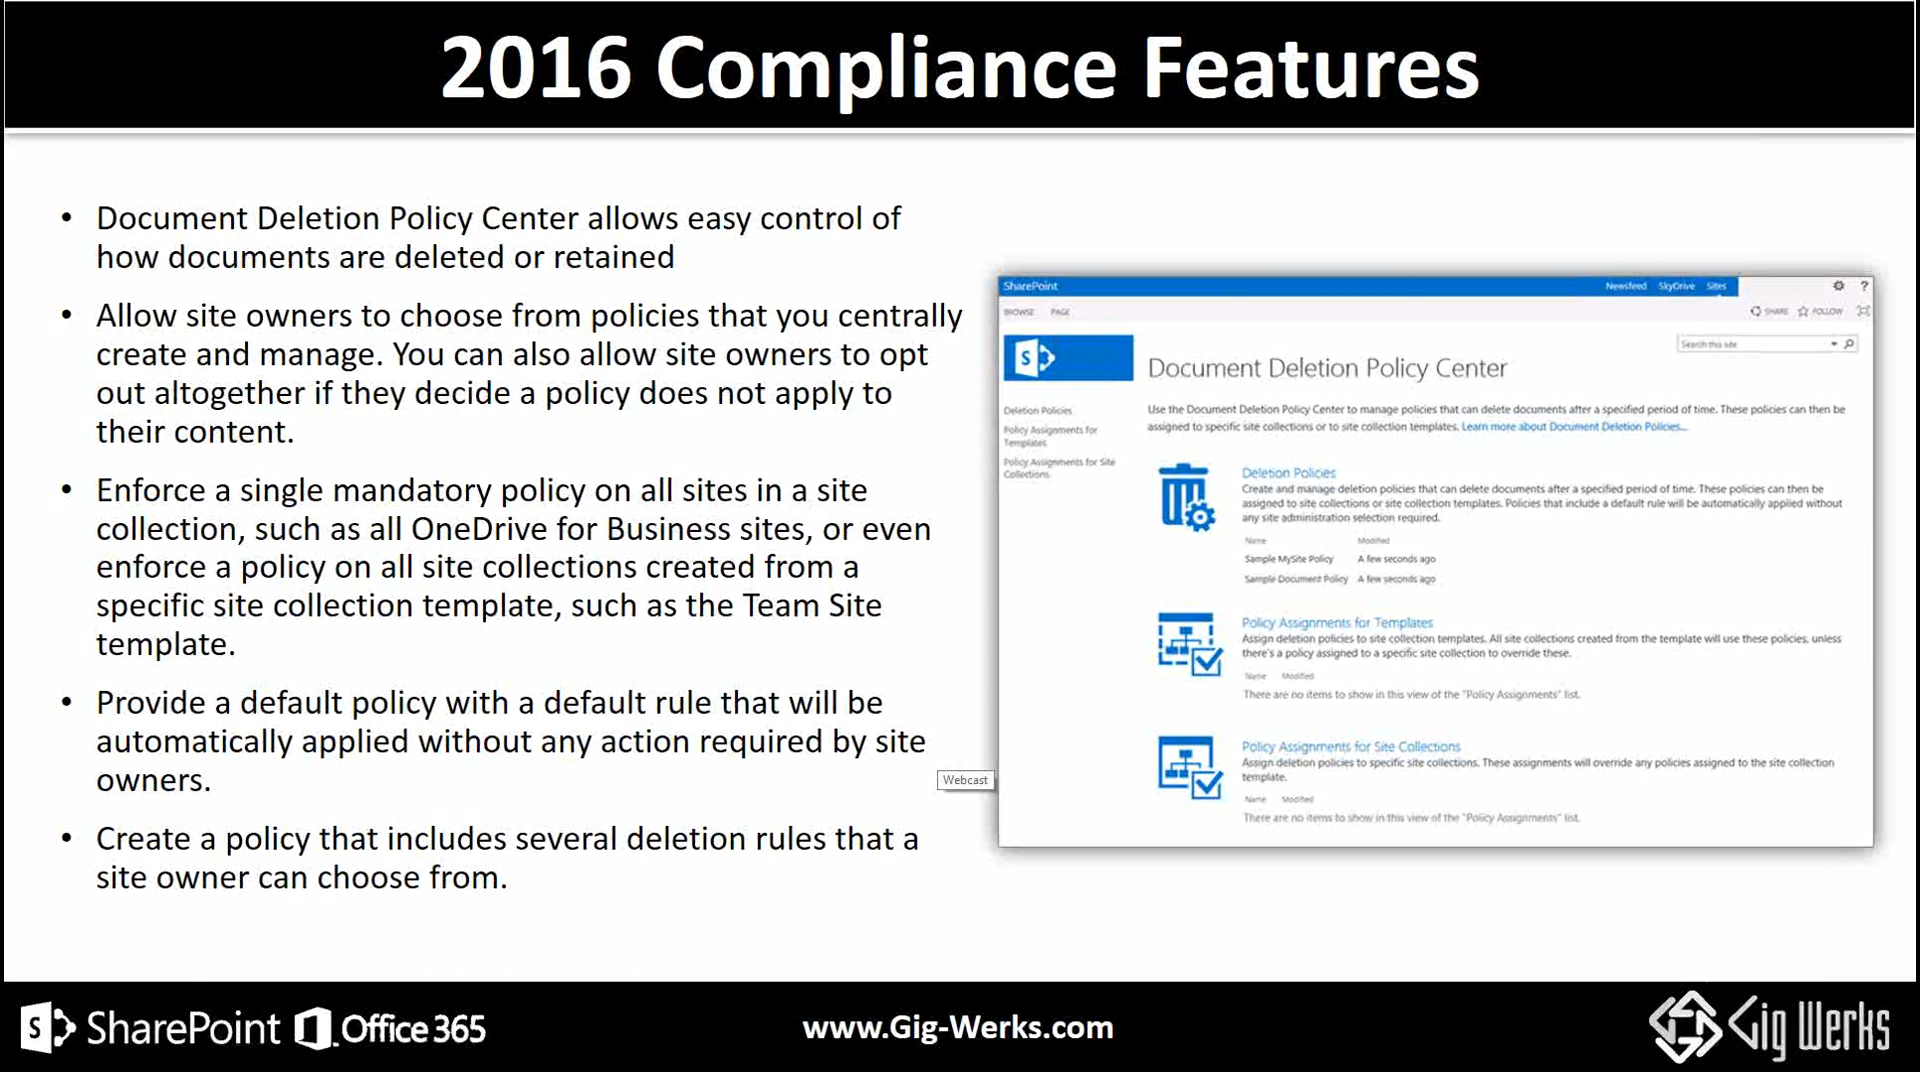 2016 Compliance Features
• Document Deletion Policy Center allows easy control of
how documents are deleted or retained
• Allow site owners to choose from policies that you centrally
create and manage. You can also allow site owners to opt
out altogether if they decide a policy does not apply to
their content.
• Enforce a single mandatory policy on all sites in a site
collection, such as all OneDrive for Business sites, or even
enforce a policy on all site collections created from a
specific site collection template, such as the Team Site
template.
• Provide a default policy with a default rule that will be
automatically applied without any action required by site
owners.
• Create a policy that includes several deletion rules that a
site owner can choose from.
Webcast
SharePoint Newsfeed SkyDrive Sites ?
BROWSE PAGE SHARE FOLLOW
Search this site
S
Document Deletion Policy Center
Deletion Policies
Policy Assignments for
Templates
Policy Assignments for Site
Collections
Use the Document Deletion Policy Center to manage policies that can delete documents after a specified period of time. These policies can then be
assigned to specific site collections or to site collection templates. Learn more about Document Deletion Policies...
Deletion Policies
Create and manage deletion policies that can delete documents after a specified period of time. These policies can then be
assigned to site collections or site collection templates. Policies that include a default rule will be automatically applied without
any site administration selection required.
Name Modified
Sample MySite Policy A few seconds ago
Sample Document Policy A few seconds ago
Policy Assignments for Templates
Assign deletion policies to site collection templates. All site collections created from the template will use these policies, unless
there's a policy assigned to a specific site collection to override these.
Name Modified
There are no items to show in this view of the "Policy Assignments" list.
Policy Assignments for Site Collections
Assign deletion policies to specific site collections. These assignments will override any policies assigned to the site collection
template.
Name Modified
There are no items to show in this view of the "Policy Assignments" list.
S SharePoint Office 365
www.Gig-Werks.com
Gig Werks